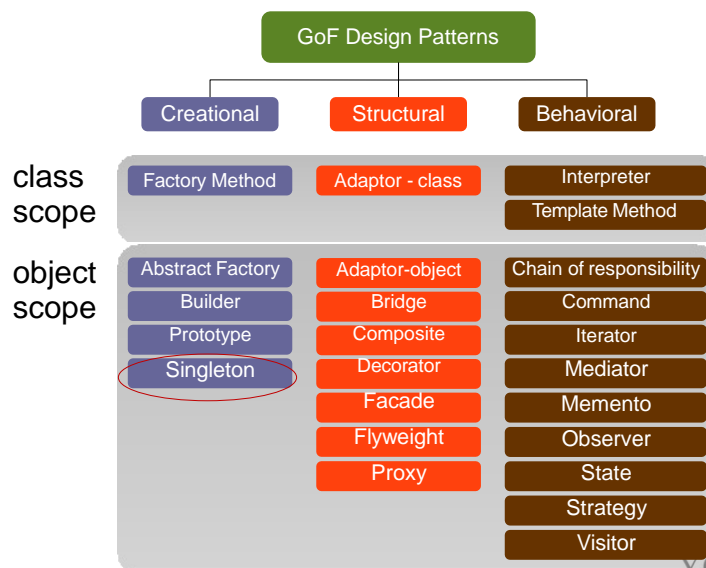 GoF Design Patterns
Creational
Structural
Behavioral
class
scope
Factory Method
Adaptor - class
Interpreter
Template Method
object
scope
Abstract Factory
Adaptor-object
Chain of responsibility
Builder
Bridge
Command
Prototype
Composite
Iterator
Singleton
Decorator
Mediator
Facade
Memento
Flyweight
Observer
Proxy
State
Strategy
Visitor